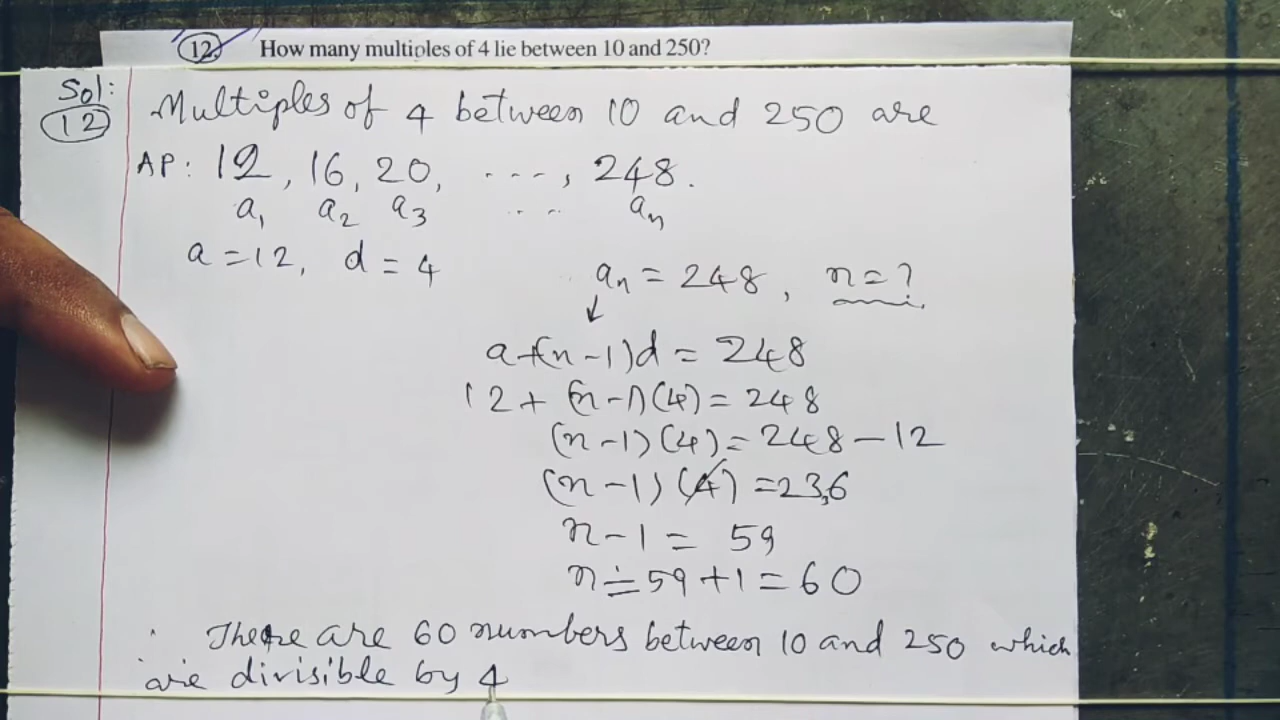 12. How many multiples of 4 lie between 10 and 250?
Sol:
12
Multiples of 4 between 10 and 250 are
AP: 12, 16, 20, ---, 248.
a1 a2 a3 .. .. an
a = 12, d = 4
an = 248, n = ?
↓
a+(n-1)d = 248
12 + (n-1)(4) = 248
(n-1)(4) = 248 - 12
(n-1)(4) = 236
n-1 = 59
n = 59 + 1 = 60
There are 60 numbers between 10 and 250 which
are divisible by 4